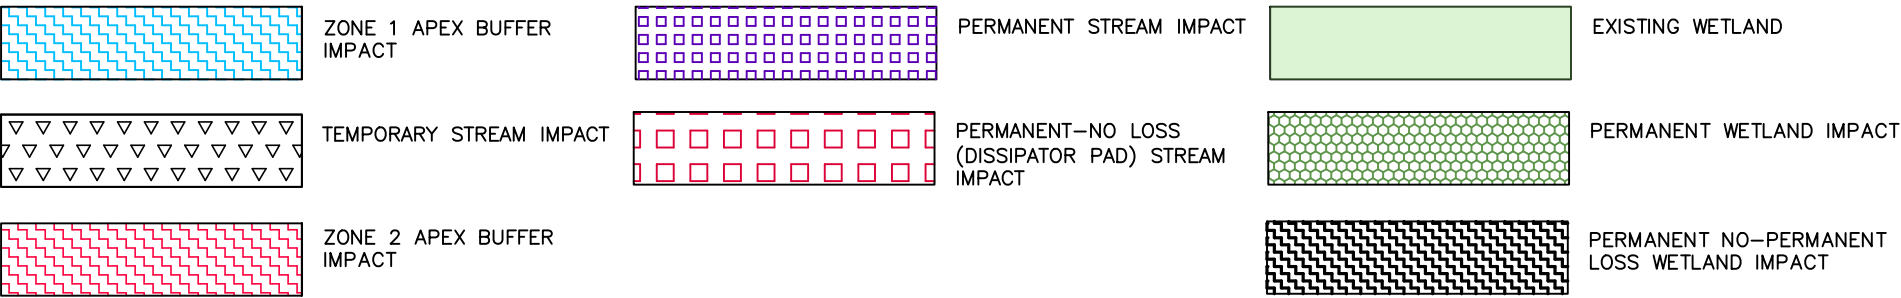 ZONE 1 APEX BUFFER
IMPACT
TEMPORARY STREAM IMPACT
ZONE 2 APEX BUFFER
IMPACT
PERMANENT STREAM IMPACT
PERMANENT-NO LOSS
(DISSIPATOR PAD) STREAM
IMPACT
EXISTING WETLAND
PERMANENT WETLAND IMPACT
PERMANENT NO-PERMANENT
LOSS WETLAND IMPACT